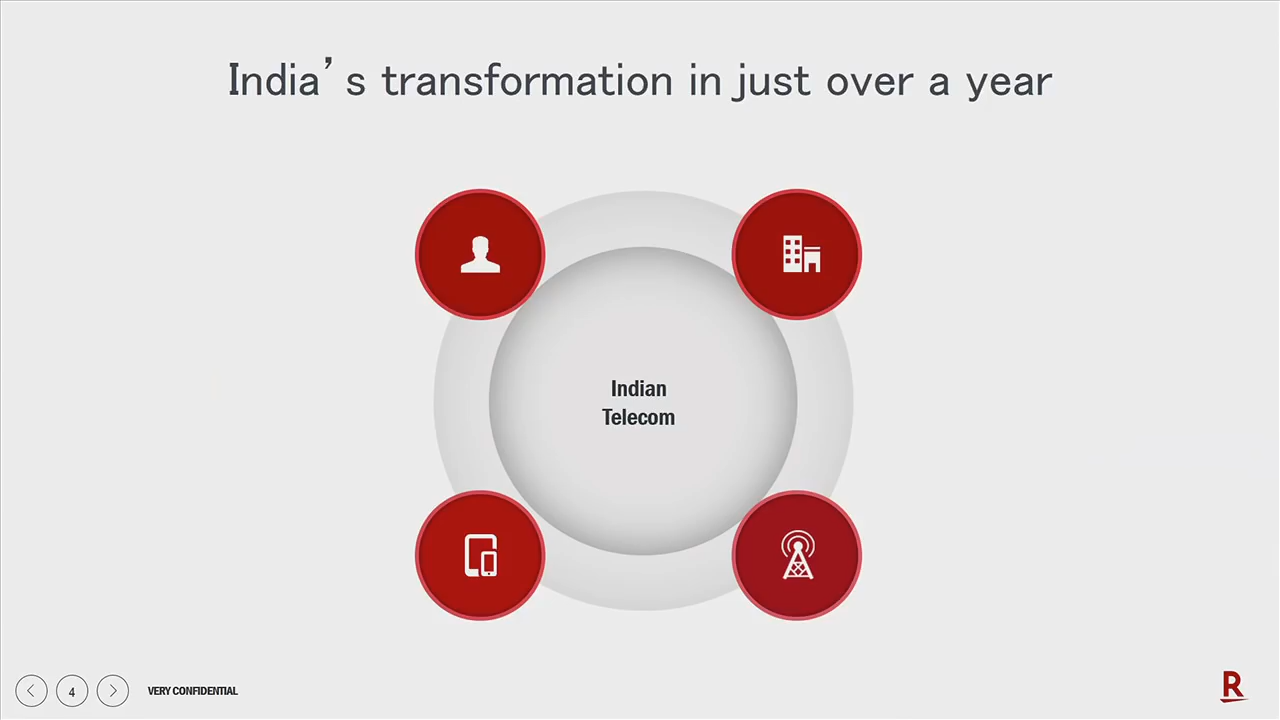 India’s transformation in just over a year
Indian
Telecom
4
VERY CONFIDENTIAL
R